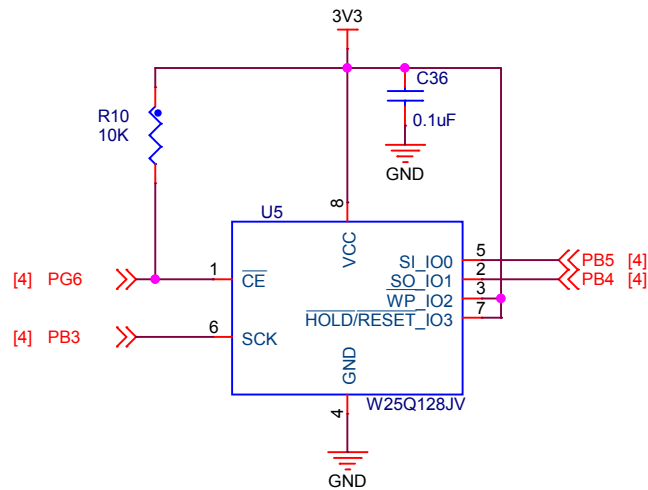 3V3
C36
0.1uF
GND
R10
10K
U5
8
VCC
[4] PG6
1
CE
[4] PB3
6
SCK
SI_IO0
5
PB5 [4]
SO_IO1
2
PB4 [4]
WP_IO2
3
HOLD/RESET_IO3
7
GND
4
W25Q128JV
GND